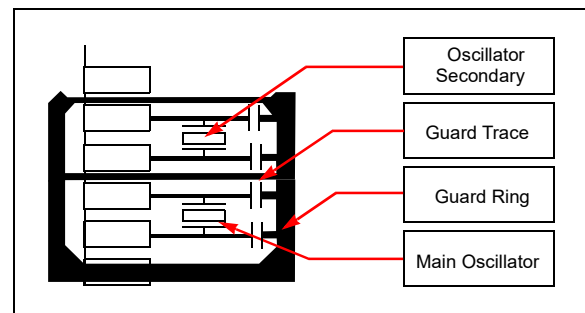 Oscillator
Secondary
Guard Trace
Guard Ring
Main Oscillator